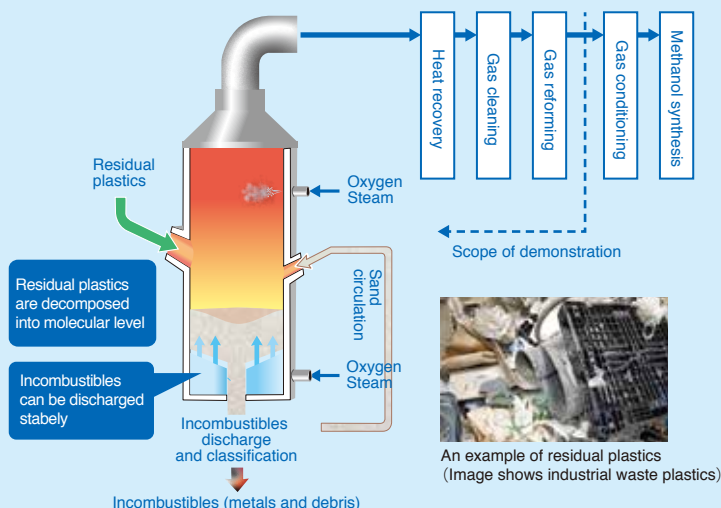 Heat recovery
Gas cleaning
Gas reforming
Gas conditioning
Methanol synthesis
Residual
plastics
Oxygen
Steam
Scope of demonstration
Sand
circulation
Residual plastics
are decomposed
into molecular level
Incombustibles
can be discharged
stabely
Oxygen
Steam
Incombustibles
discharge
and classification
Incombustibles (metals and debris)
An example of residual plastics
(Image shows industrial waste plastics)